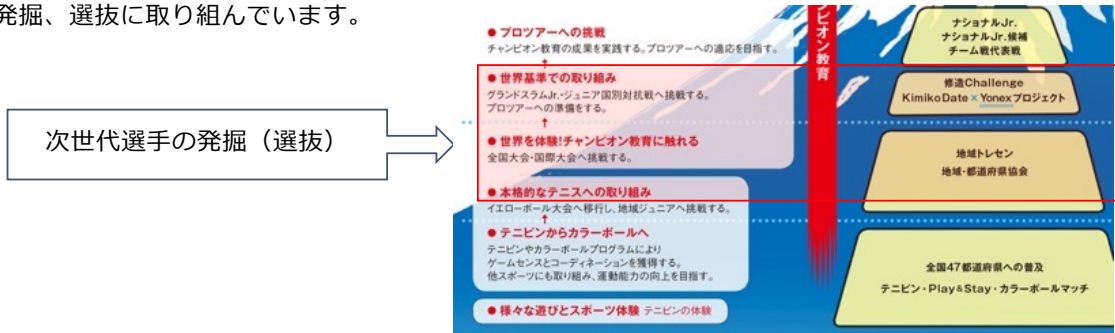 発掘、選抜に取り組んでいます。
次世代選手の発掘（選抜）
● プロツアーへの挑戦
チャンピオン教育の成果を実践する。プロツアーへの適応を目指す。
↑
● 世界基準での取り組み
グランドスラムJr.・ジュニア国別対抗戦へ挑戦する。
プロツアーへの準備をする。
↑
● 世界を体験!チャンピオン教育に触れる
全国大会・国際大会へ挑戦する。
↑
● 本格的なテニスへの取り組み
イエローボール大会へ移行し、地域ジュニアへ挑戦する。
↑
● テニピンからカラーボールへ
テニピンやカラーボールプログラムにより
ゲームセンスとコーディネーションを獲得する。
他スポーツにも取り組み、運動能力の向上を目指す。
● 様々な遊びとスポーツ体験 テニピンの体験
ピオン教育
ナショナルJr.
ナショナルJr.候補
チーム戦代表戦
修造Challenge
KimikoDate×Yonexプロジェクト
地域トレセン
地域・都道府県協会
全国47都道府県への普及
テニピン・Play&Stay・カラーボールマッチ